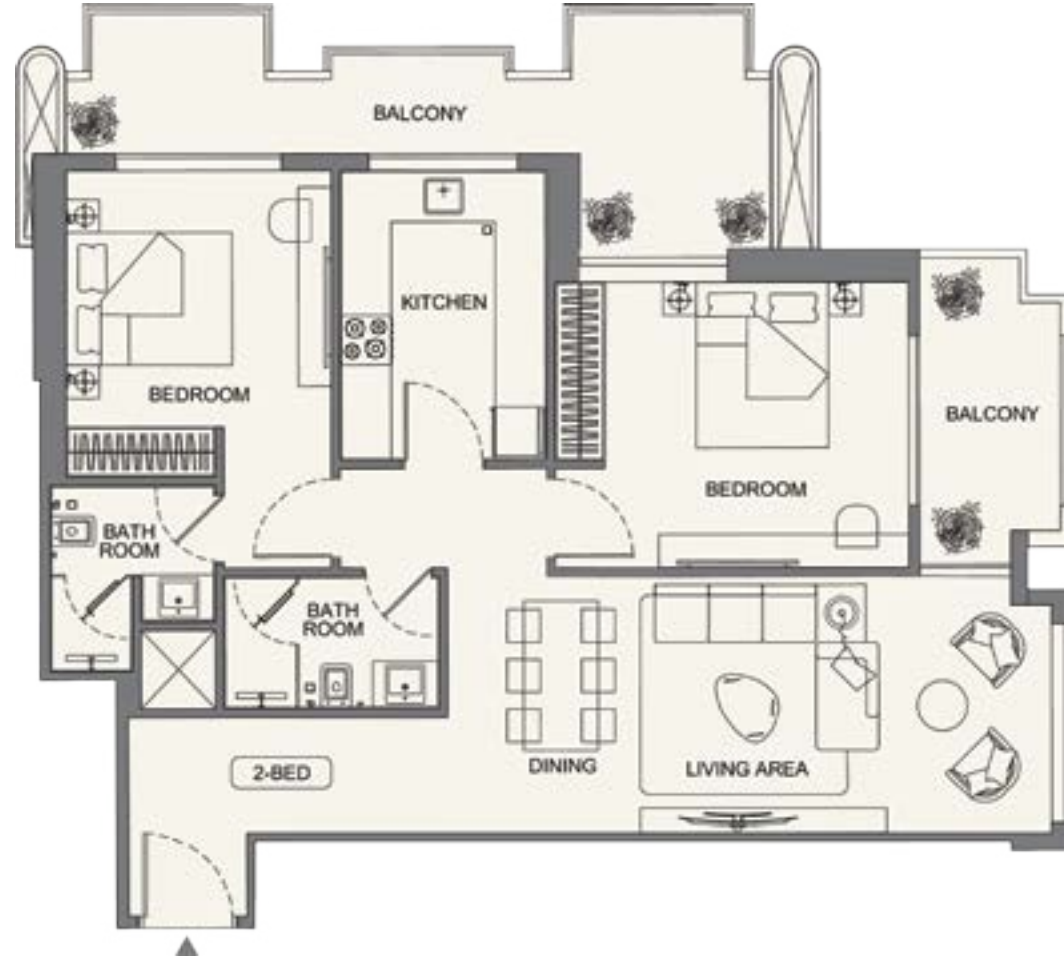 BALCONY
KITCHEN
BEDROOM
BALCONY
BEDROOM
BATH
ROOM
BATH
ROOM
DINING
LIVING AREA
2-BED